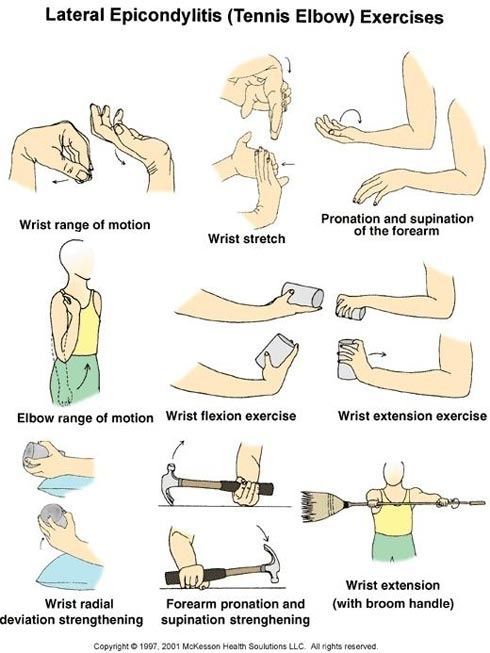 Lateral Epicondylitis (Tennis Elbow) Exercises
Wrist range of motion
Wrist stretch
Pronation and supination
of the forearm
Elbow range of motion
Wrist flexion exercise
Wrist extension exercise
Wrist radial
deviation strengthening
Forearm pronation and
supination strenghening
Wrist extension
(with broom handle)
Copyright © 1997, 2001 McKesson Health Soulutions LLC. All rights reserved.